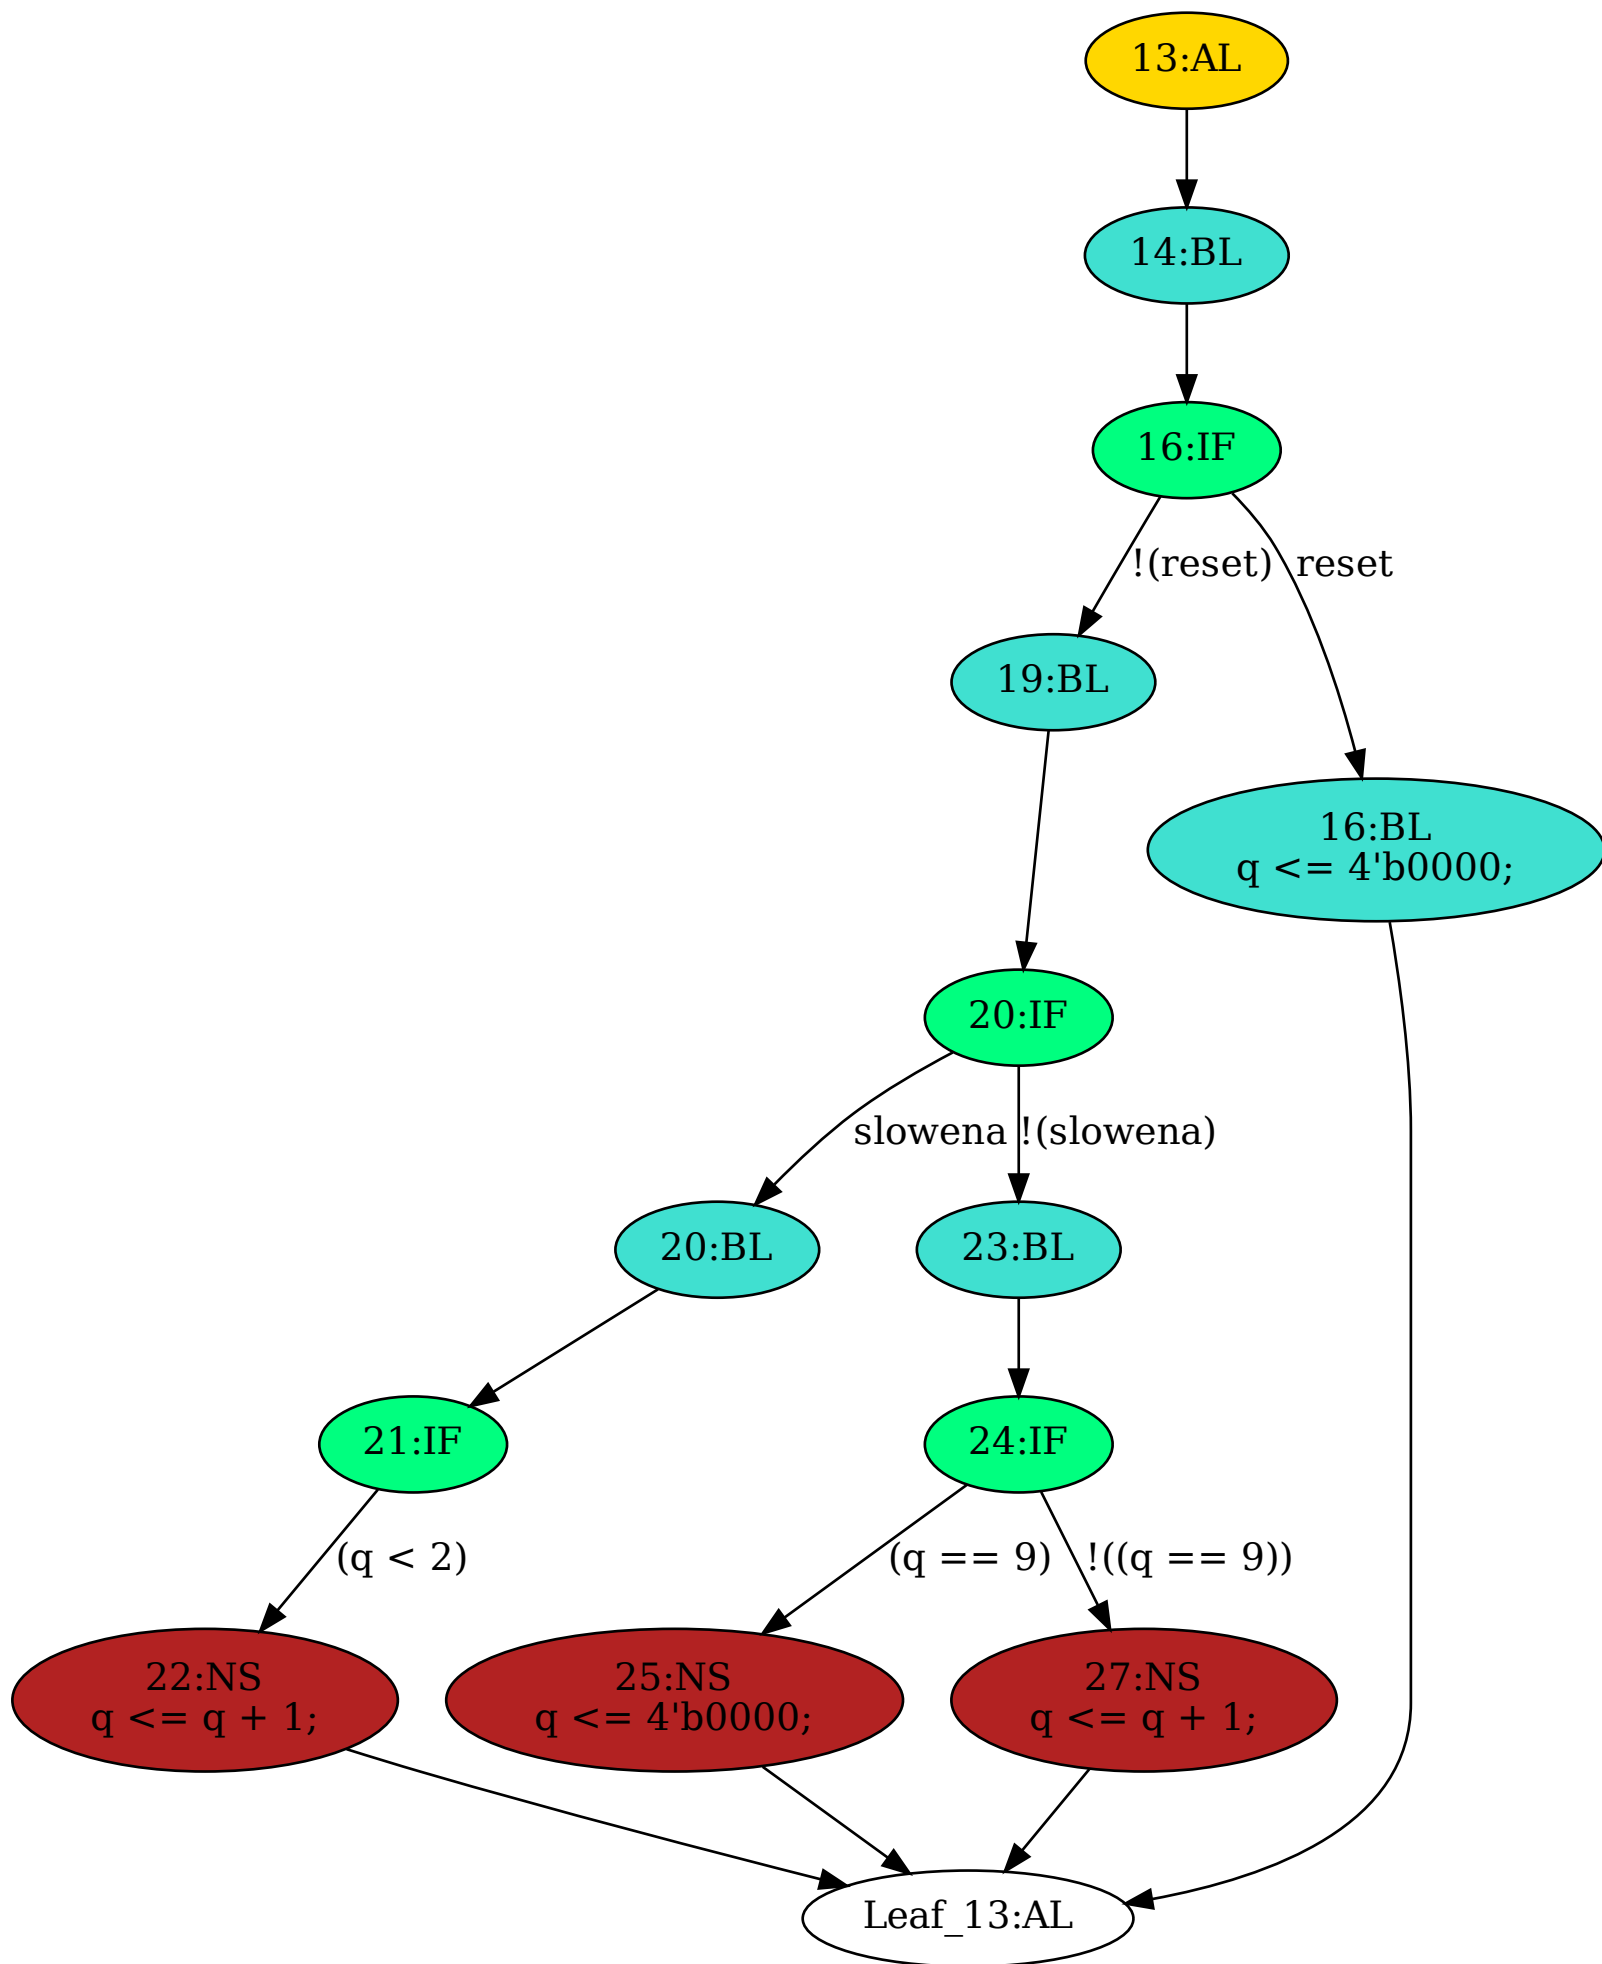 13:AL
14:BL
16:IF
!(reset)
reset
19:BL
16:BL
q <= 4'b0000;
20:IF
slowena
!(slowena)
20:BL
23:BL
21:IF
24:IF
(q < 2)
(q == 9)
!((q == 9))
22:NS
q <= q + 1;
25:NS
q <= 4'b0000;
27:NS
q <= q + 1;
Leaf_13:AL